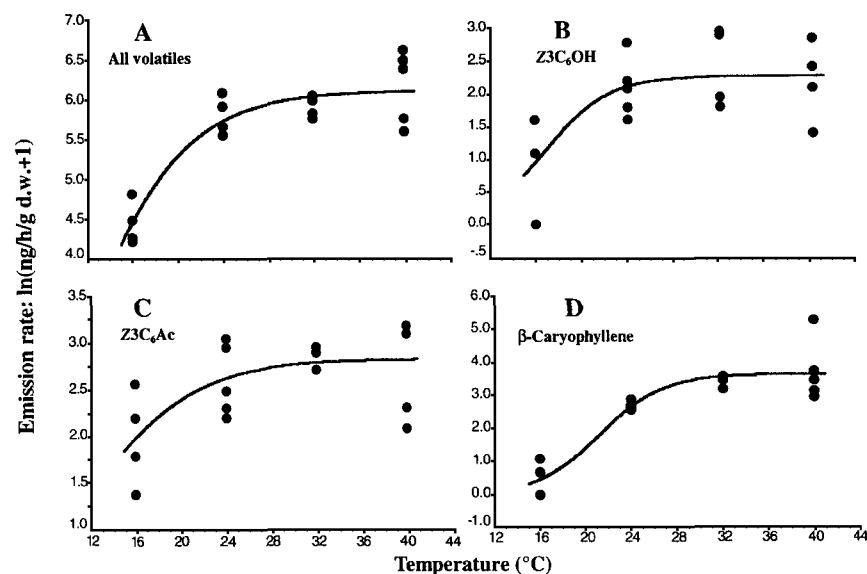 Emission rate: ln(ng/h/g d.w.+1)
A
All volatiles
7.0
6.5
6.0
5.5
5.0
4.5
4.0
B
Z3C₆OH
3.0
2.5
2.0
1.5
1.0
.5
0.0
-.5
C
Z3C₆Ac
3.5
3.0
2.5
2.0
1.5
1.0
12 16 20 24 28 32 36 40 44
D
β-Caryophyllene
6.0
5.0
4.0
3.0
2.0
1.0
0.0
-1.0
12 16 20 24 28 32 36 40 44
Temperature (°C)